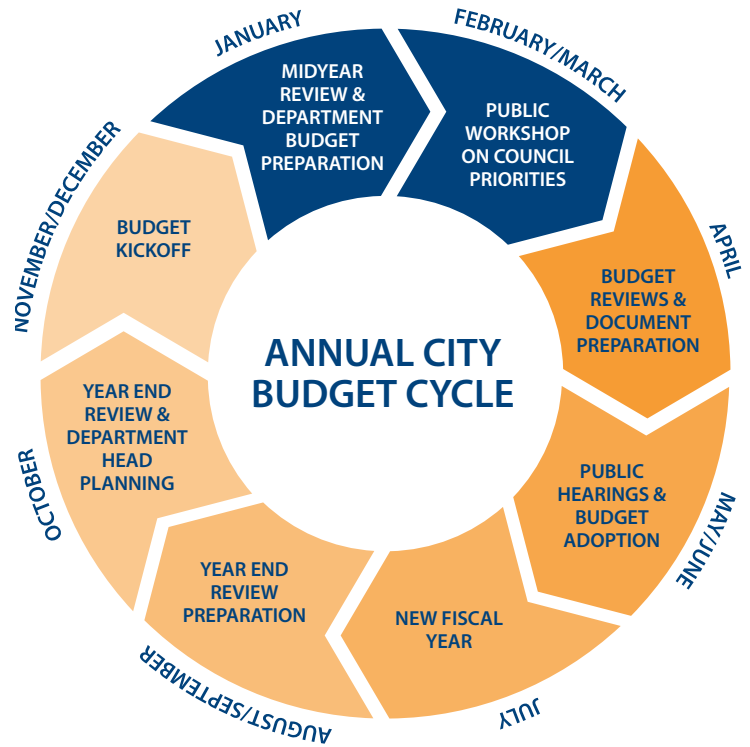 JANUARY
MIDYEAR
REVIEW &
DEPARTMENT
BUDGET
PREPARATION
FEBRUARY/MARCH
PUBLIC
WORKSHOP
ON COUNCIL
PRIORITIES
APRIL
BUDGET
REVIEWS &
DOCUMENT
PREPARATION
MAY/JUNE
PUBLIC
HEARINGS &
BUDGET
ADOPTION
JULY
NEW FISCAL
YEAR
AUGUST/SEPTEMBER
YEAR END
REVIEW
PREPARATION
OCTOBER
YEAR END
REVIEW &
DEPARTMENT
HEAD
PLANNING
NOVEMBER/DECEMBER
BUDGET
KICKOFF
ANNUAL CITY
BUDGET CYCLE